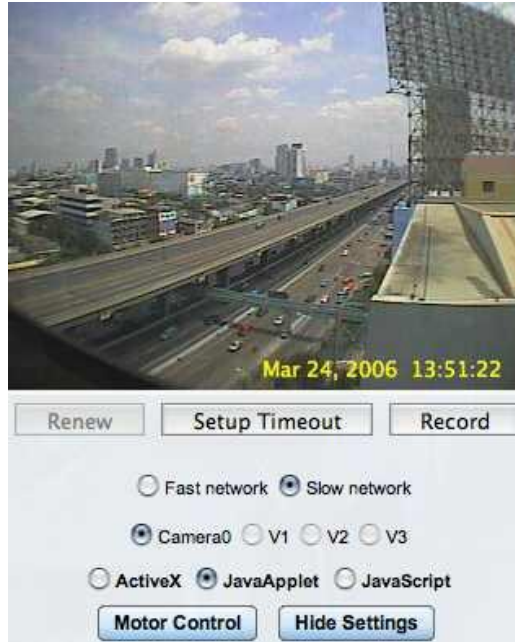 Mar 24, 2006 13:51:22
Renew Setup Timeout Record
Fast network Slow network
Camera0 V1 V2 V3
ActiveX JavaApplet JavaScript
Motor Control Hide Settings